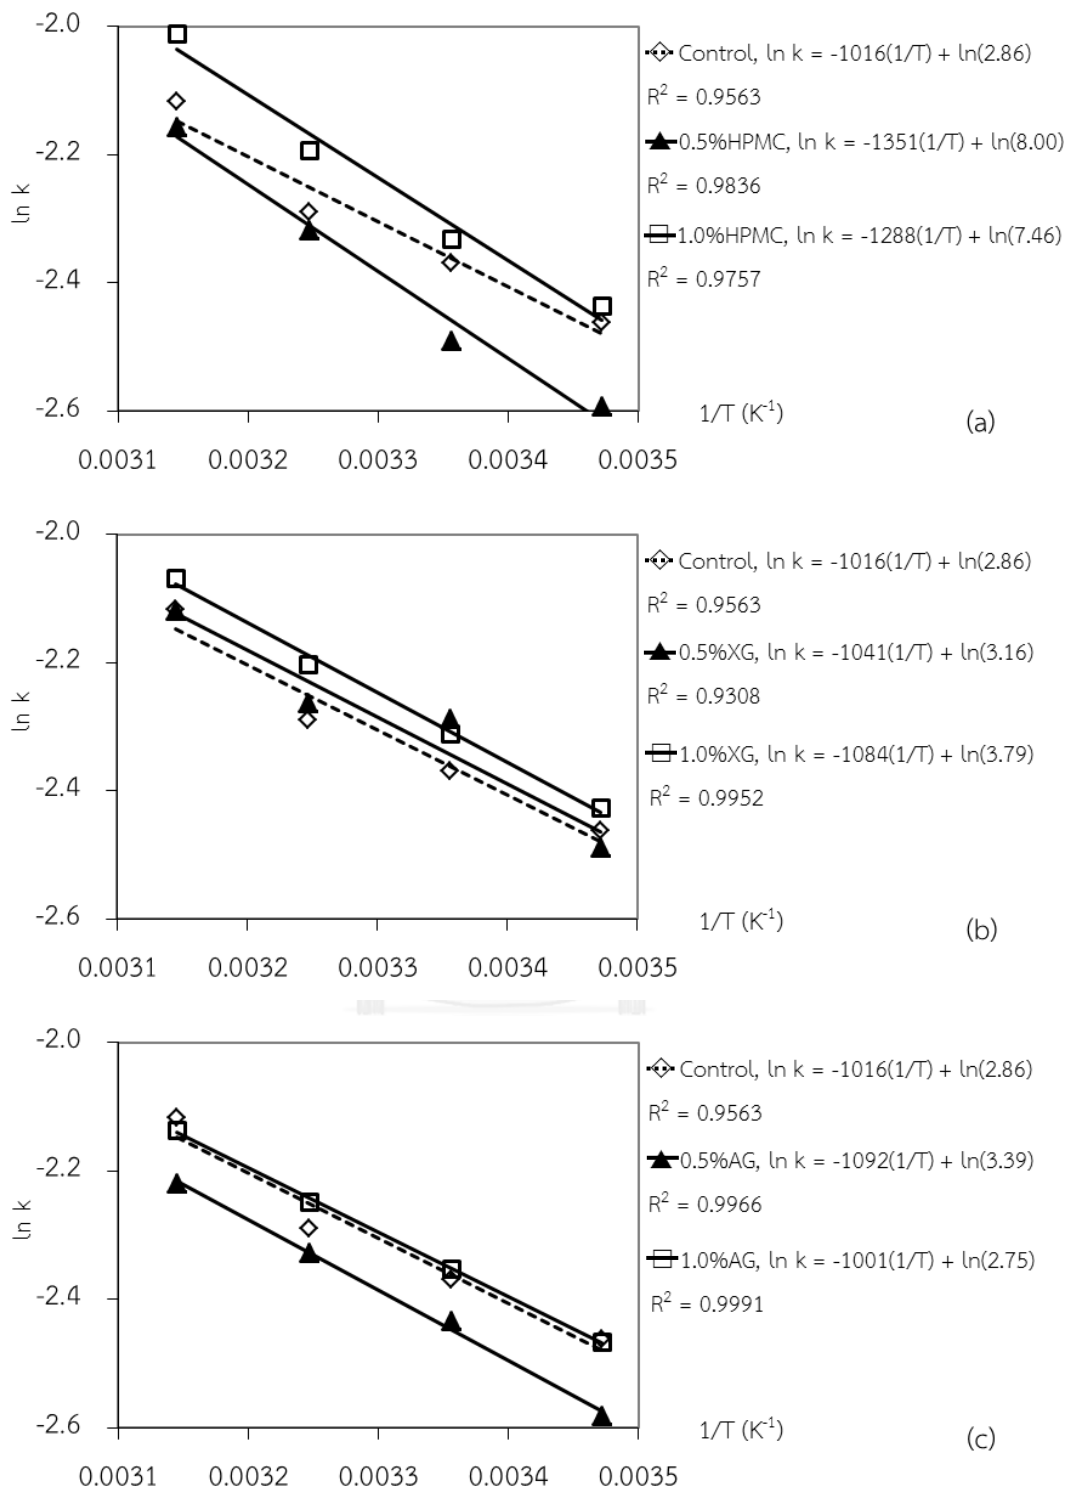 -2.0
Control, ln k = -1016(1/T) + ln(2.86)
R² = 0.9563
0.5%HPMC, ln k = -1351(1/T) + ln(8.00)
R² = 0.9836
1.0%HPMC, ln k = -1288(1/T) + ln(7.46)
R² = 0.9757
-2.2
ln k
-2.4
-2.6
1/T (K⁻¹)
(a)
0.0031 0.0032 0.0033 0.0034 0.0035
-2.0
Control, ln k = -1016(1/T) + ln(2.86)
R² = 0.9563
0.5%XG, ln k = -1041(1/T) + ln(3.16)
R² = 0.9308
1.0%XG, ln k = -1084(1/T) + ln(3.79)
R² = 0.9952
-2.2
ln k
-2.4
-2.6
1/T (K⁻¹)
(b)
0.0031 0.0032 0.0033 0.0034 0.0035
-2.0
Control, ln k = -1016(1/T) + ln(2.86)
R² = 0.9563
0.5%AG, ln k = -1092(1/T) + ln(3.39)
R² = 0.9966
1.0%AG, ln k = -1001(1/T) + ln(2.75)
R² = 0.9991
-2.2
ln k
-2.4
-2.6
1/T (K⁻¹)
(c)
0.0031 0.0032 0.0033 0.0034 0.0035